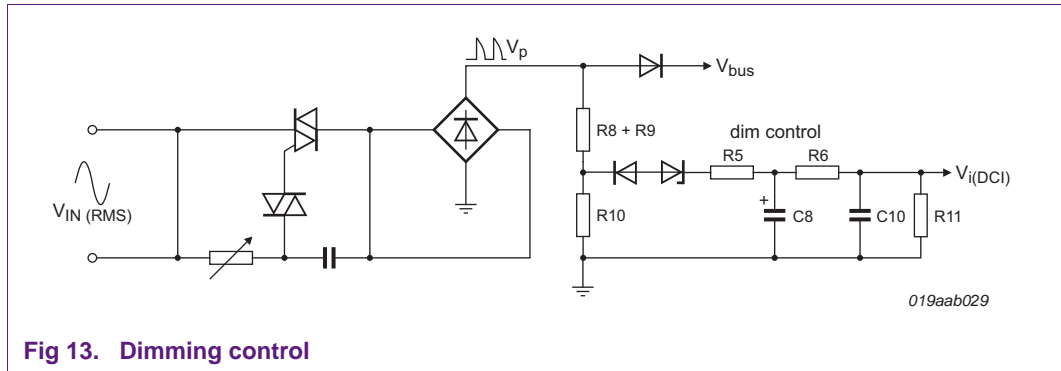 Vp
Vbus
R8 + R9
dim control
R5
R6
Vi(DCI)
VIN (RMS)
R10
+
C8
C10
R11
019aab029
Fig 13. Dimming control